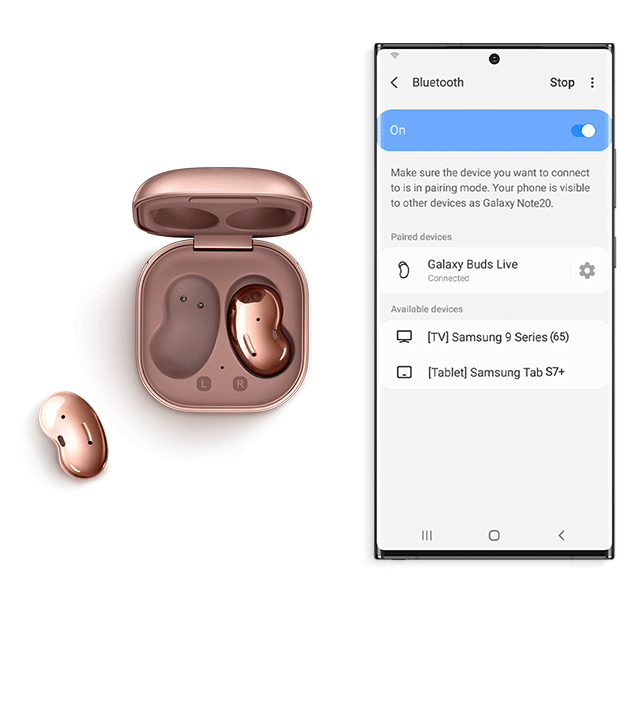 Bluetooth Stop
On
Make sure the device you want to connect
to is in pairing mode. Your phone is visible
to other devices as Galaxy Note20.
Paired devices
Galaxy Buds Live
Connected
Available devices
[TV] Samsung 9 Series (65)
[Tablet] Samsung Tab S7+
L R